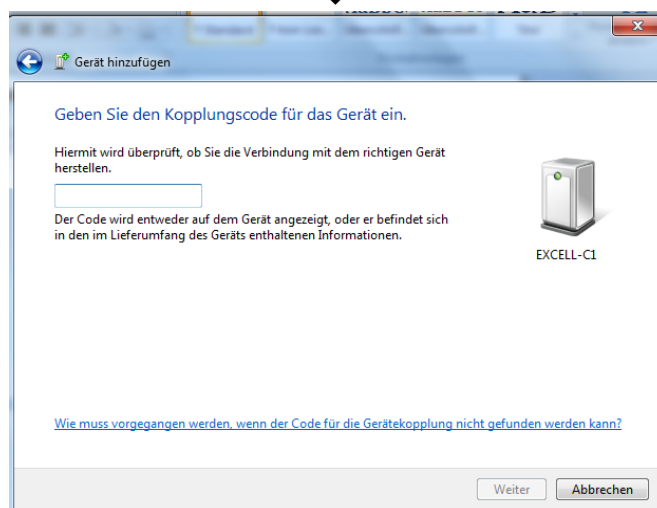 Gerät hinzufügen
Geben Sie den Kopplungscode für das Gerät ein.
Hiermit wird überprüft, ob Sie die Verbindung mit dem richtigen Gerät
herstellen.
Der Code wird entweder auf dem Gerät angezeigt, oder er befindet sich
in den im Lieferumfang des Geräts enthaltenen Informationen.
EXCELL-C1
Wie muss vorgegangen werden, wenn der Code für die Gerätekopplung nicht gefunden werden kann?
Weiter
Abbrechen